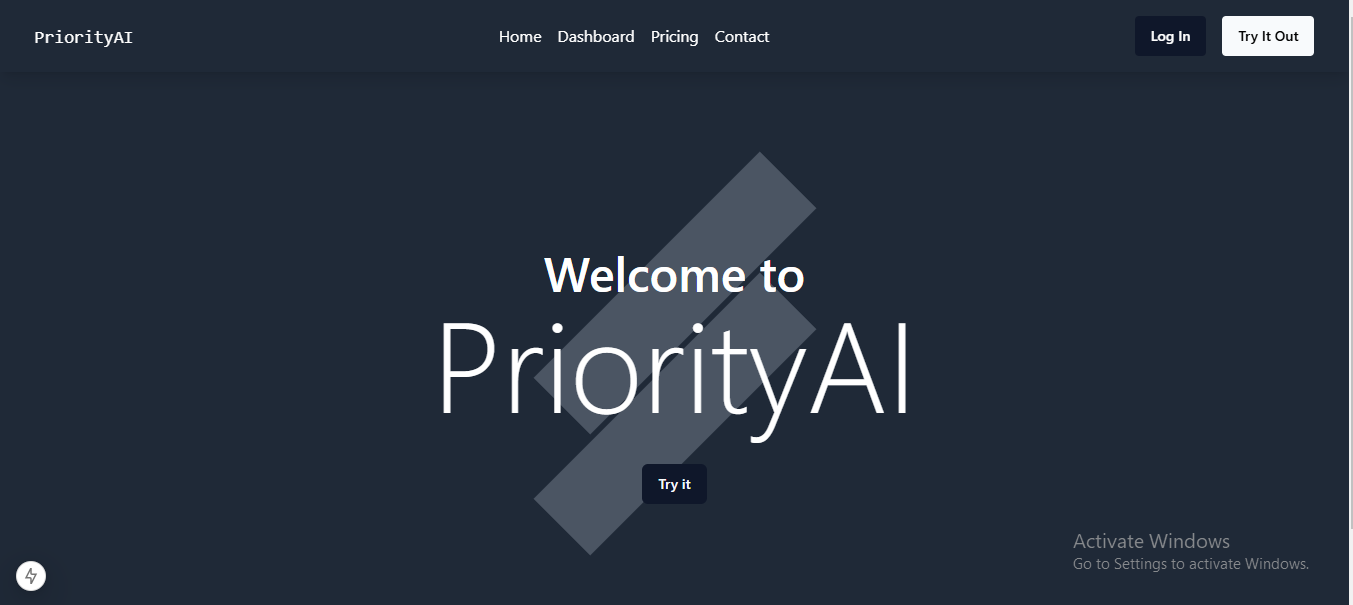 PriorityAI
Home Dashboard Pricing Contact
Log In
Try It Out
Welcome to
PriorityAI
Try it
Activate Windows
Go to Settings to activate Windows.